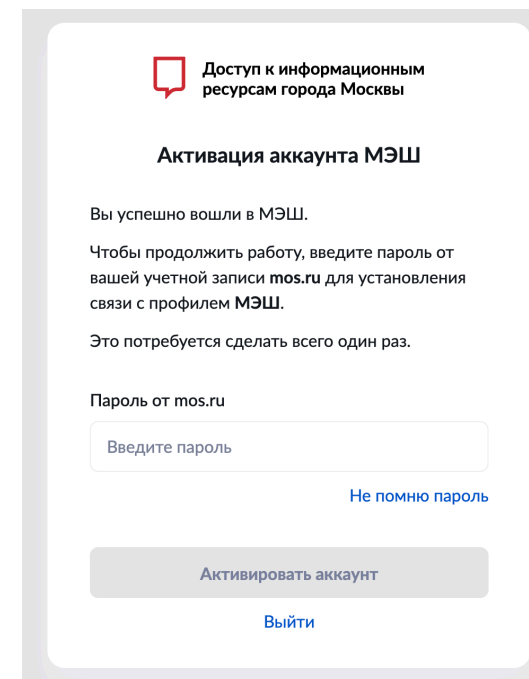 Доступ к информационным
ресурсам города Москвы
Активация аккаунта МЭШ
Вы успешно вошли в МЭШ.
Чтобы продолжить работу, введите пароль от
вашей учетной записи mos.ru для установления
связи с профилем МЭШ.
Это потребуется сделать всего один раз.
Пароль от mos.ru
Введите пароль
Не помню пароль
Активировать аккаунт
Выйти